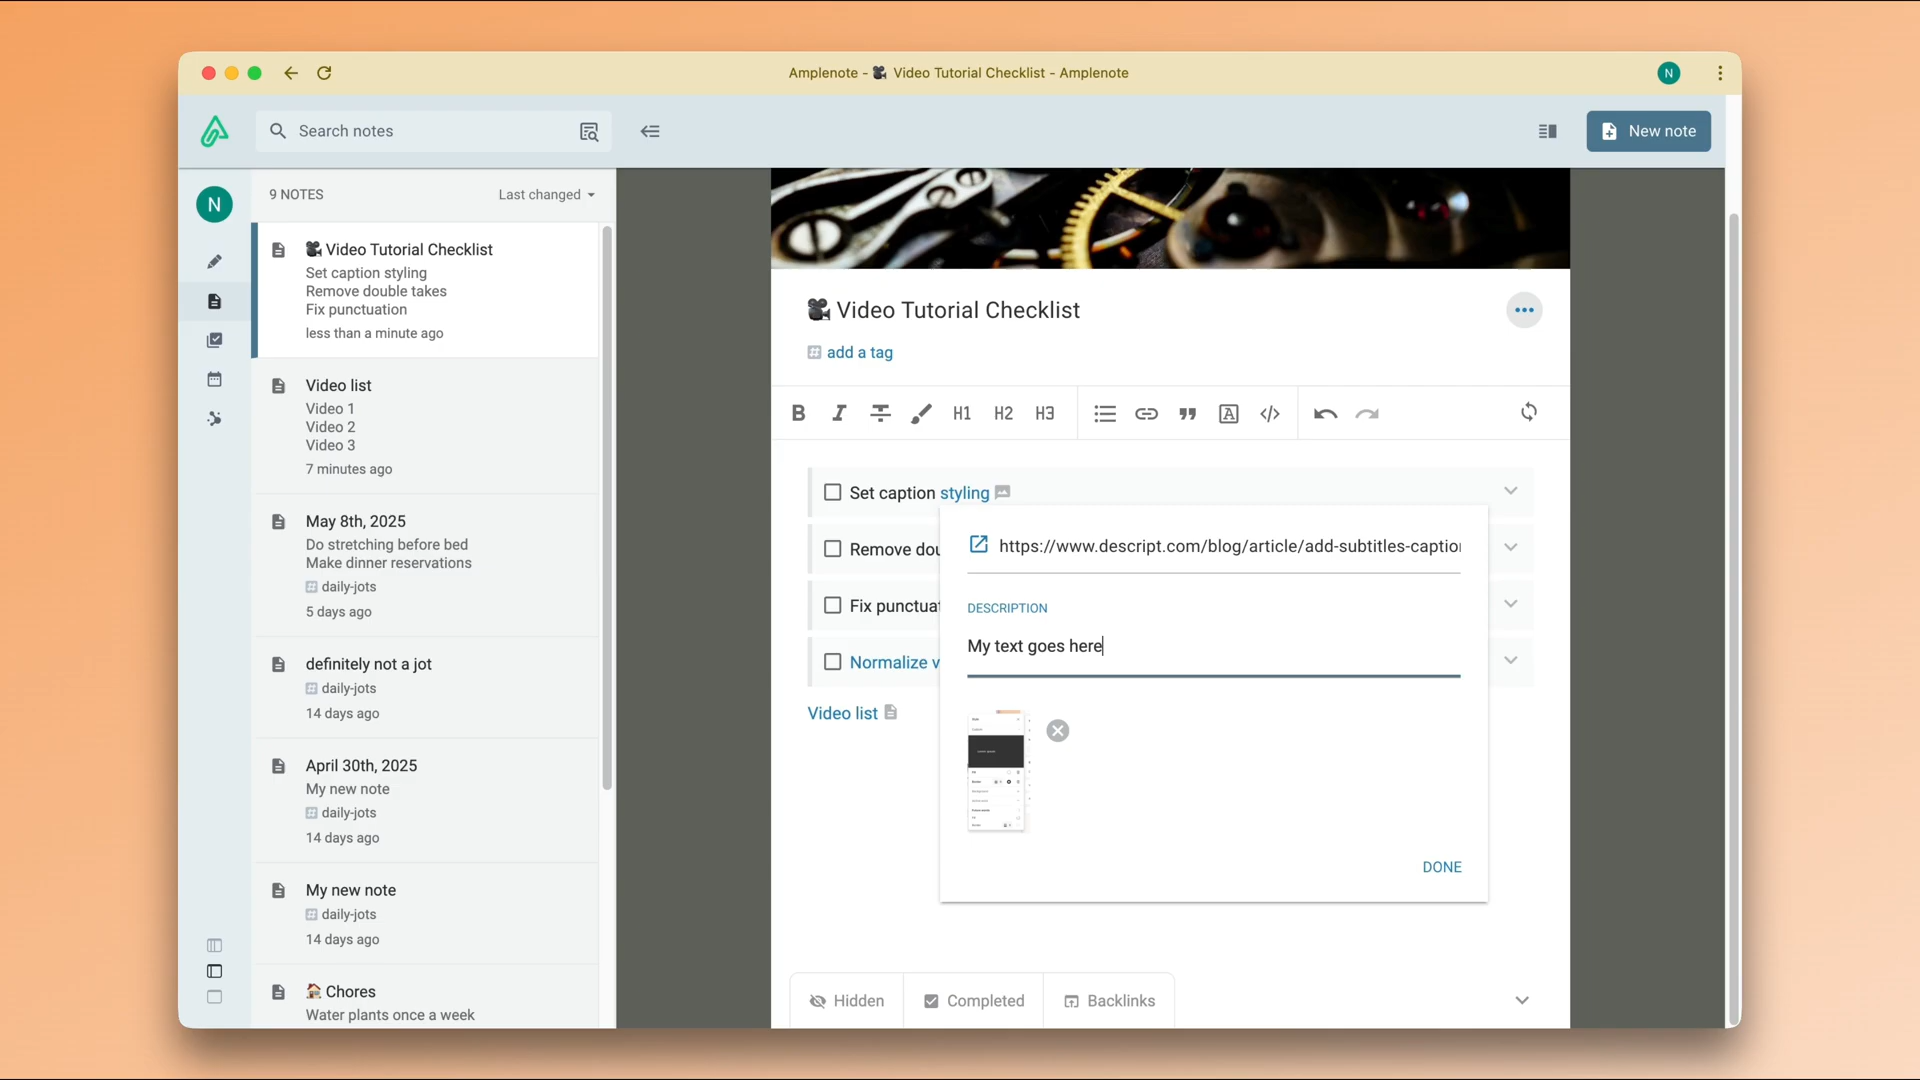 Amplenote - 🎥 Video Tutorial Checklist - Amplenote
N
Search notes
New note
N
9 NOTES
Last changed
🎥 Video Tutorial Checklist
Set caption styling
Remove double takes
Fix punctuation
less than a minute ago
Video list
Video 1
Video 2
Video 3
7 minutes ago
May 8th, 2025
Do stretching before bed
Make dinner reservations
daily-jots
5 days ago
definitely not a jot
daily-jots
14 days ago
April 30th, 2025
My new note
daily-jots
14 days ago
My new note
daily-jots
14 days ago
🏠 Chores
Water plants once a week
🎥 Video Tutorial Checklist
add a tag
B I H1 H2 H3
Set caption styling
Remove dou
Fix punctuat
Normalize v
Video list
https://www.descript.com/blog/article/add-subtitles-caption
DESCRIPTION
My text goes here
DONE
Hidden
Completed
Backlinks